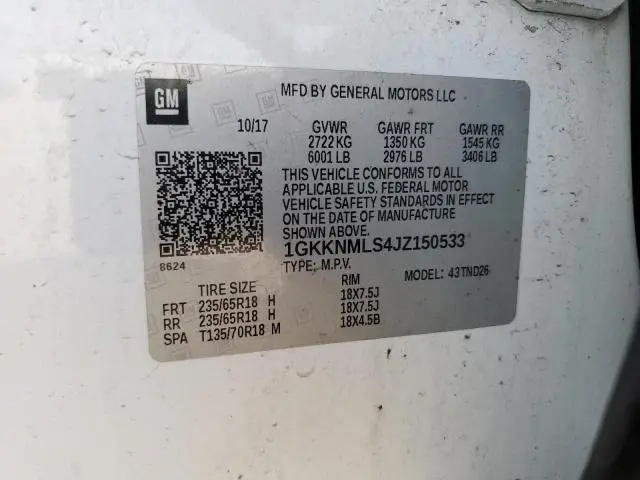 GM
MFD BY GENERAL MOTORS LLC
10/17 GVWR GAWR FRT GAWR RR
2722 KG 1350 KG 1545 KG
6001 LB 2976 LB 3406 LB
THIS VEHICLE CONFORMS TO ALL
APPLICABLE U.S. FEDERAL MOTOR
VEHICLE SAFETY STANDARDS IN EFFECT
ON THE DATE OF MANUFACTURE
SHOWN ABOVE.
1GKKNMLS4JZ150533
8624
TYPE: M.P.V. MODEL: 43TND26
TIRE SIZE RIM
FRT 235/65R18 H 18X7.5J
RR 235/65R18 H 18X7.5J
SPA T135/70R18 M 18X4.5B